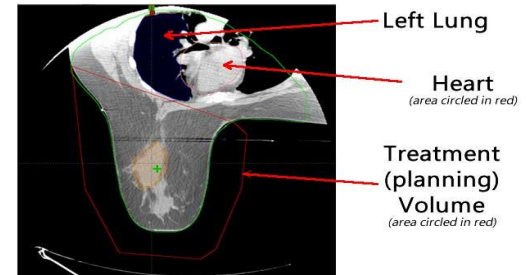 Left Lung
Heart
(area circled in red)
Treatment
(planning)
Volume
(area circled in red)